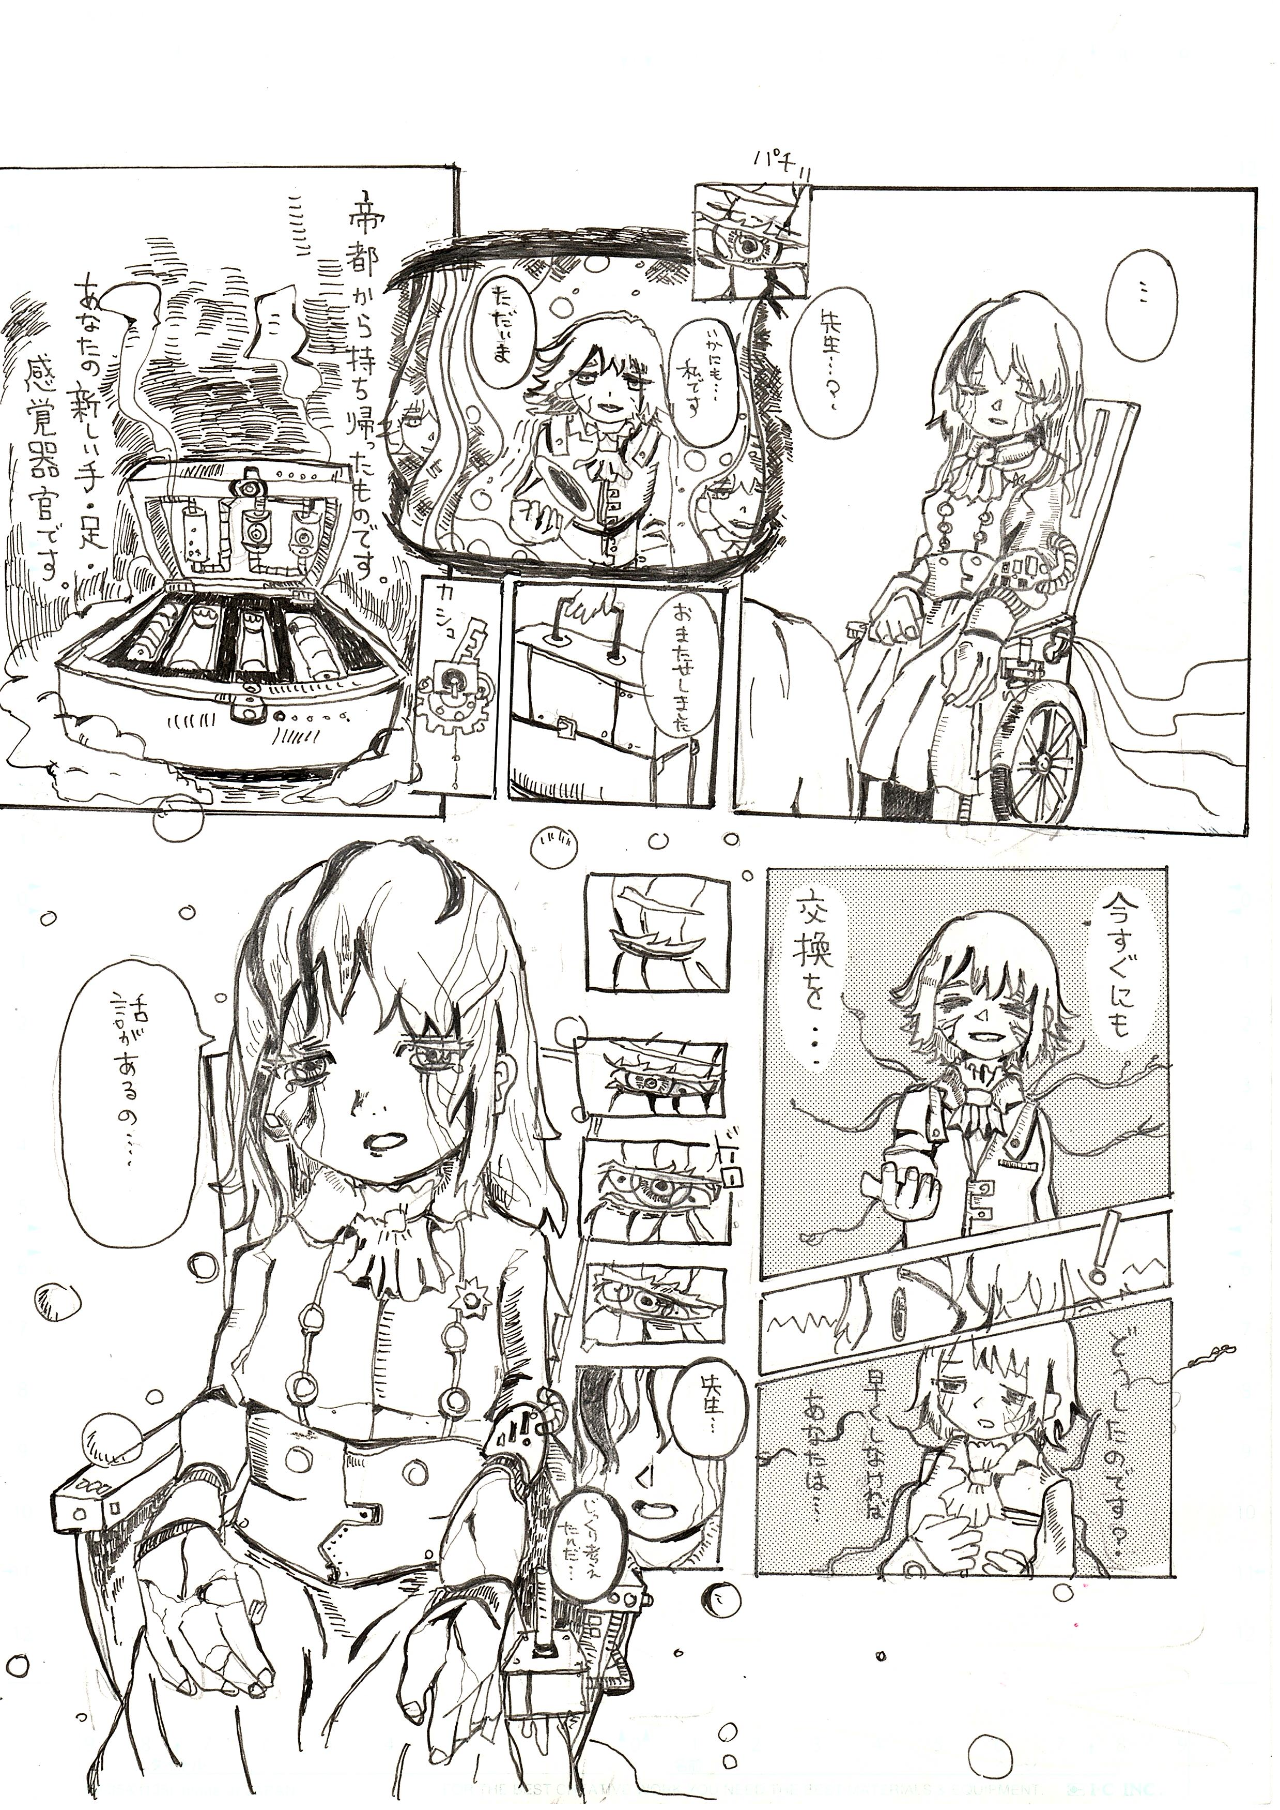 …
先生…？
パチ
いかにも…
私です
ただいま
おまたせしました
カシュ
帝都から持ち帰ったものです
あなたの新しい手・足・
感覚器官です
今すぐにも
交換を・・・
！
どうしたのです？
早くしなければ
あなたは…
ギョロ
先生…
じっくり考え
たんだ…
話があるの…